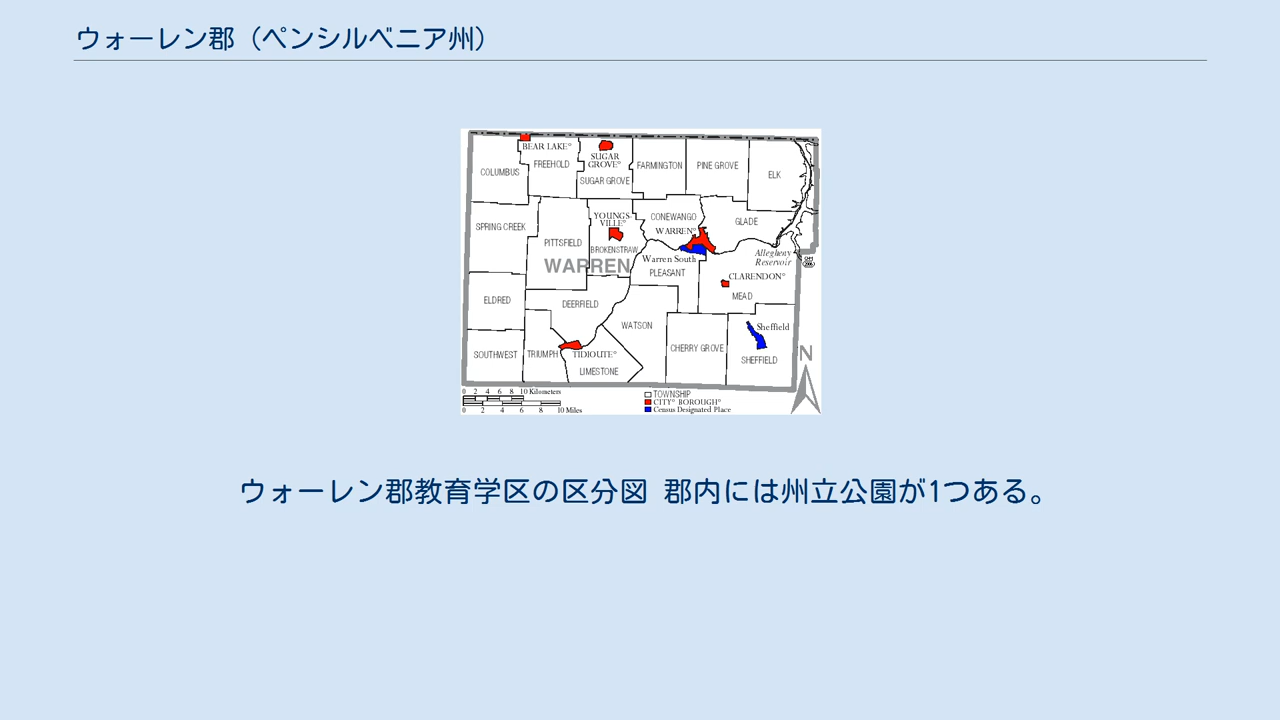 ウォーレン郡（ペンシルベニア州）
BEAR LAKE°
FREEHOLD
COLUMBUS
SUGAR
GROVE°
SUGAR GROVE
FARMINGTON
PINE GROVE
ELK
SPRING CREEK
PITTSFIELD
YOUNGS-
VILLE°
BROKENSTRAW
CONEWANGO
WARREN°
GLADE
Warren South
PLEASANT
Allegheny
Reservoir
WARREN
CLARENDON°
MEAD
ELDRED
DEERFIELD
WATSON
Sheffield
SHEFFIELD
CHERRY GROVE
SOUTHWEST
TRIUMPH
TIDIOUTE°
LIMESTONE
N
0 2 4 6 8 10 Kilometers
0 2 4 6 8 10 Miles
TOWNSHIP
CITY° BOROUGH°
Census Designated Place
ウォーレン郡教育学区の区分図 郡内には州立公園が1つある。